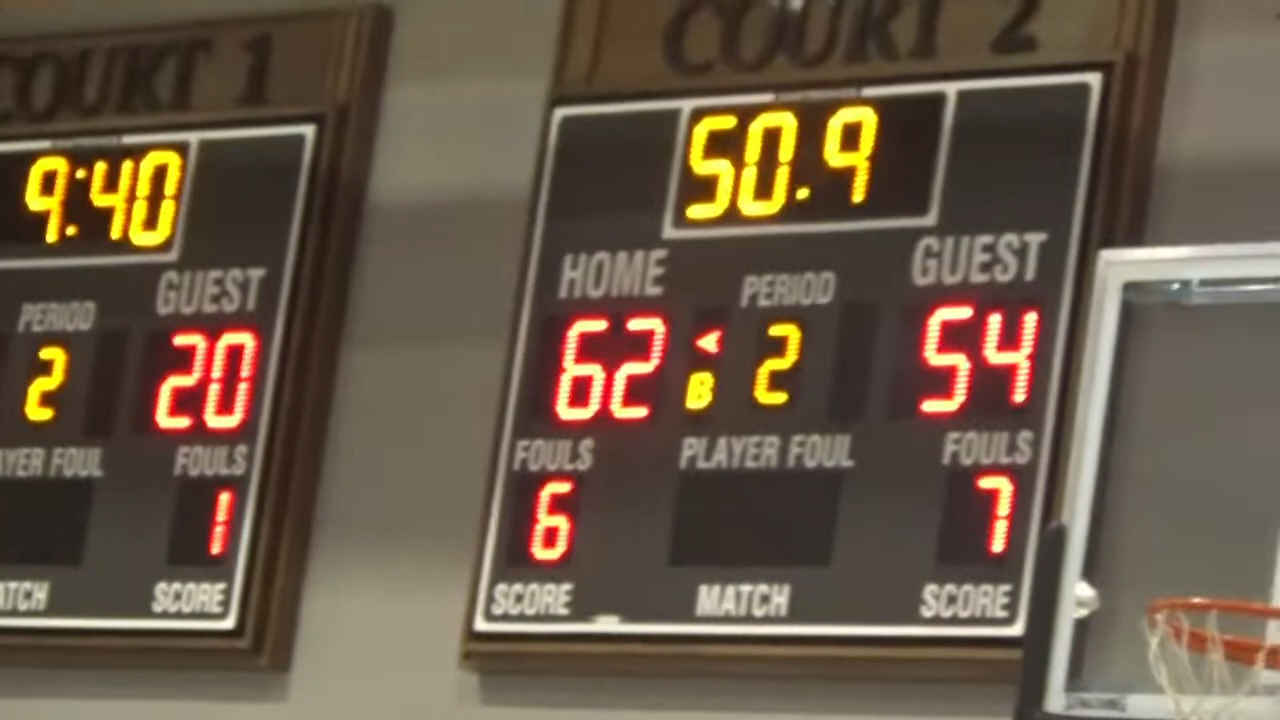 COURT 1
9:40
GUEST
PERIOD
2
20
FOULS
1
SCORE
COURT 2
50.9
HOME
PERIOD
GUEST
62
B
2
54
FOULS
PLAYER FOUL
FOULS
6
7
SCORE
MATCH
SCORE